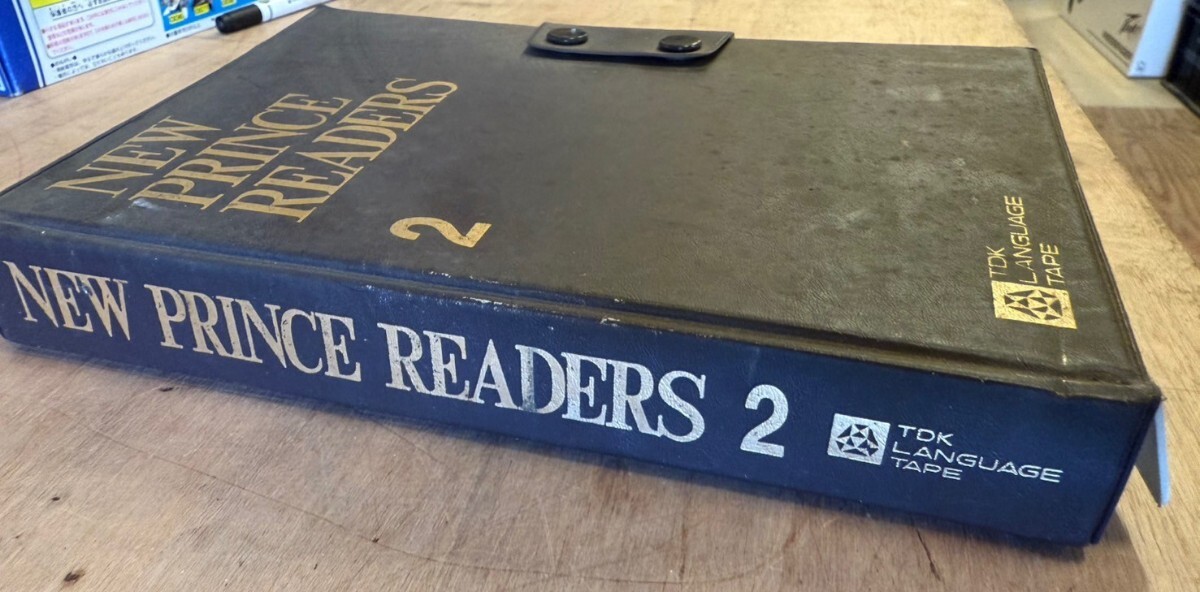 NEW
PRINCE
READERS
2
TDK
LANGUAGE
TAPE
NEW PRINCE READERS 2
TDK
LANGUAGE
TAPE